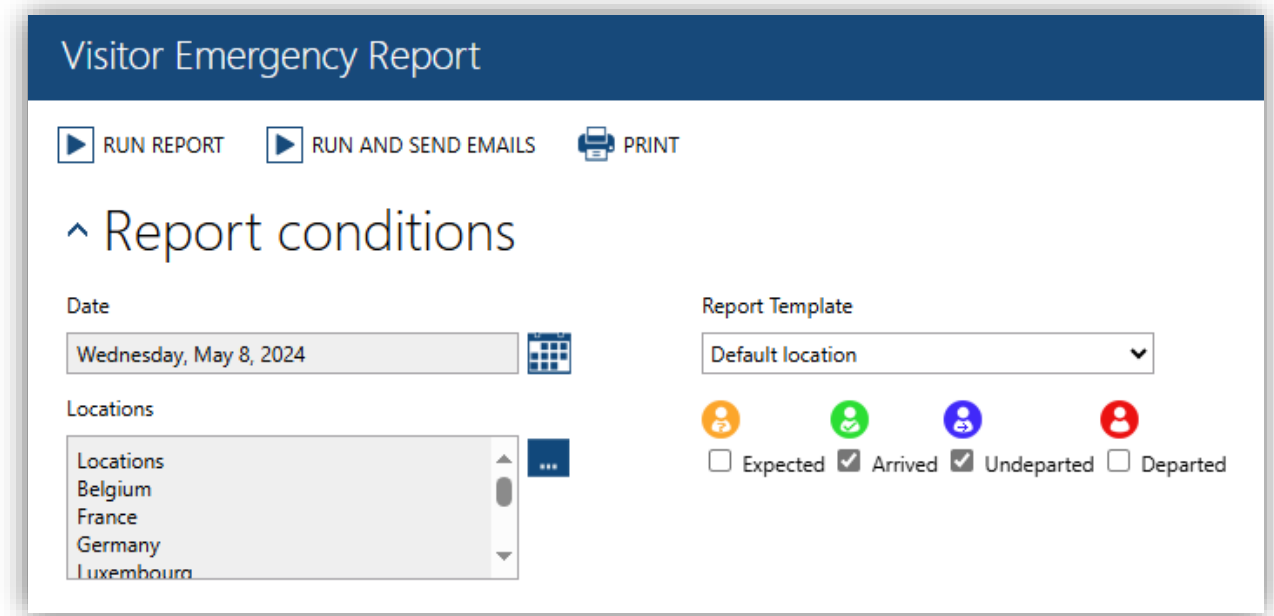 Visitor Emergency Report
RUN REPORT RUN AND SEND EMAILS PRINT
Report conditions
Date
Wednesday, May 8, 2024
Locations
Locations
Belgium
France
Germany
Luxembourg
Report Template
Default location
Expected Arrived Undeparted Departed